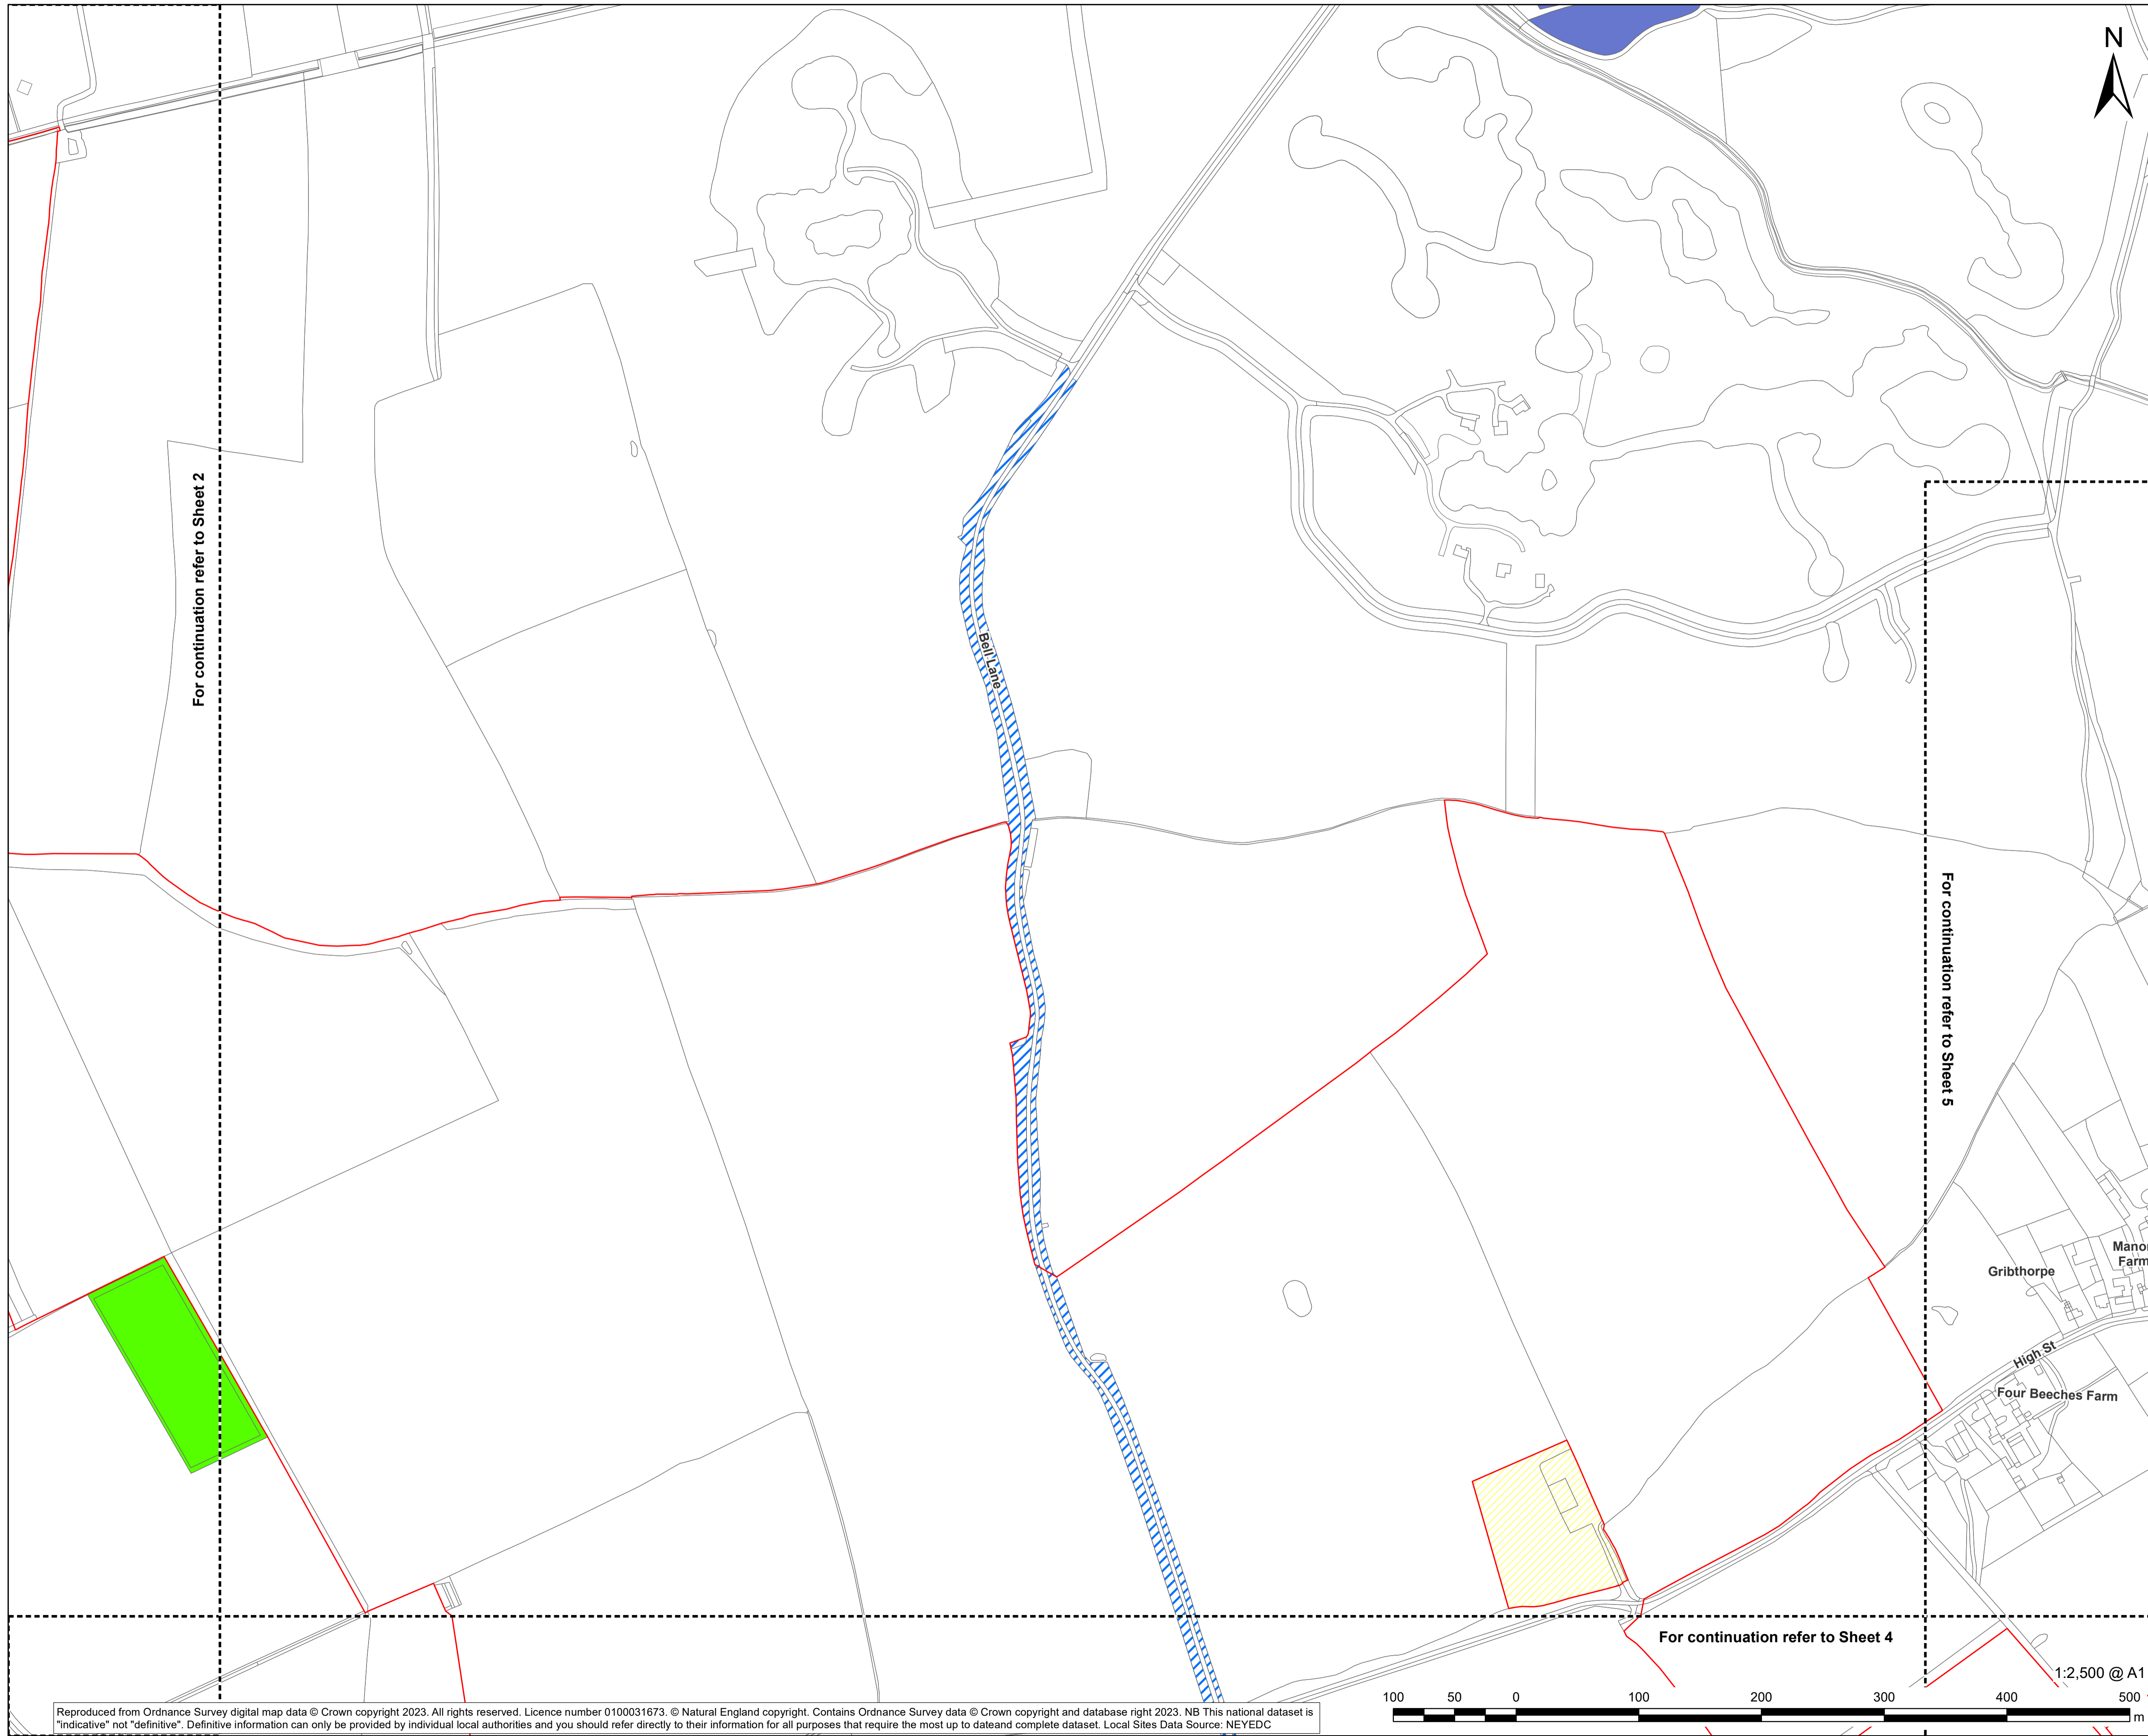 N
For continuation refer to Sheet 2
Bell Lane
For continuation refer to Sheet 5
Manor
Farm
Gribthorpe
High St
Four Beeches Farm
For continuation refer to Sheet 4
1:2,500 @ A1
100 50 0 100 200 300 400 500
m
Reproduced from Ordnance Survey digital map data © Crown copyright 2023. All rights reserved. Licence number 0100031673. © Natural England copyright. Contains Ordnance Survey data © Crown copyright and database right 2023. NB This national dataset is
"indicative" not "definitive". Definitive information can only be provided by individual local authorities and you should refer directly to their information for all purposes that require the most up to dateand complete dataset. Local Sites Data Source: NEYEDC